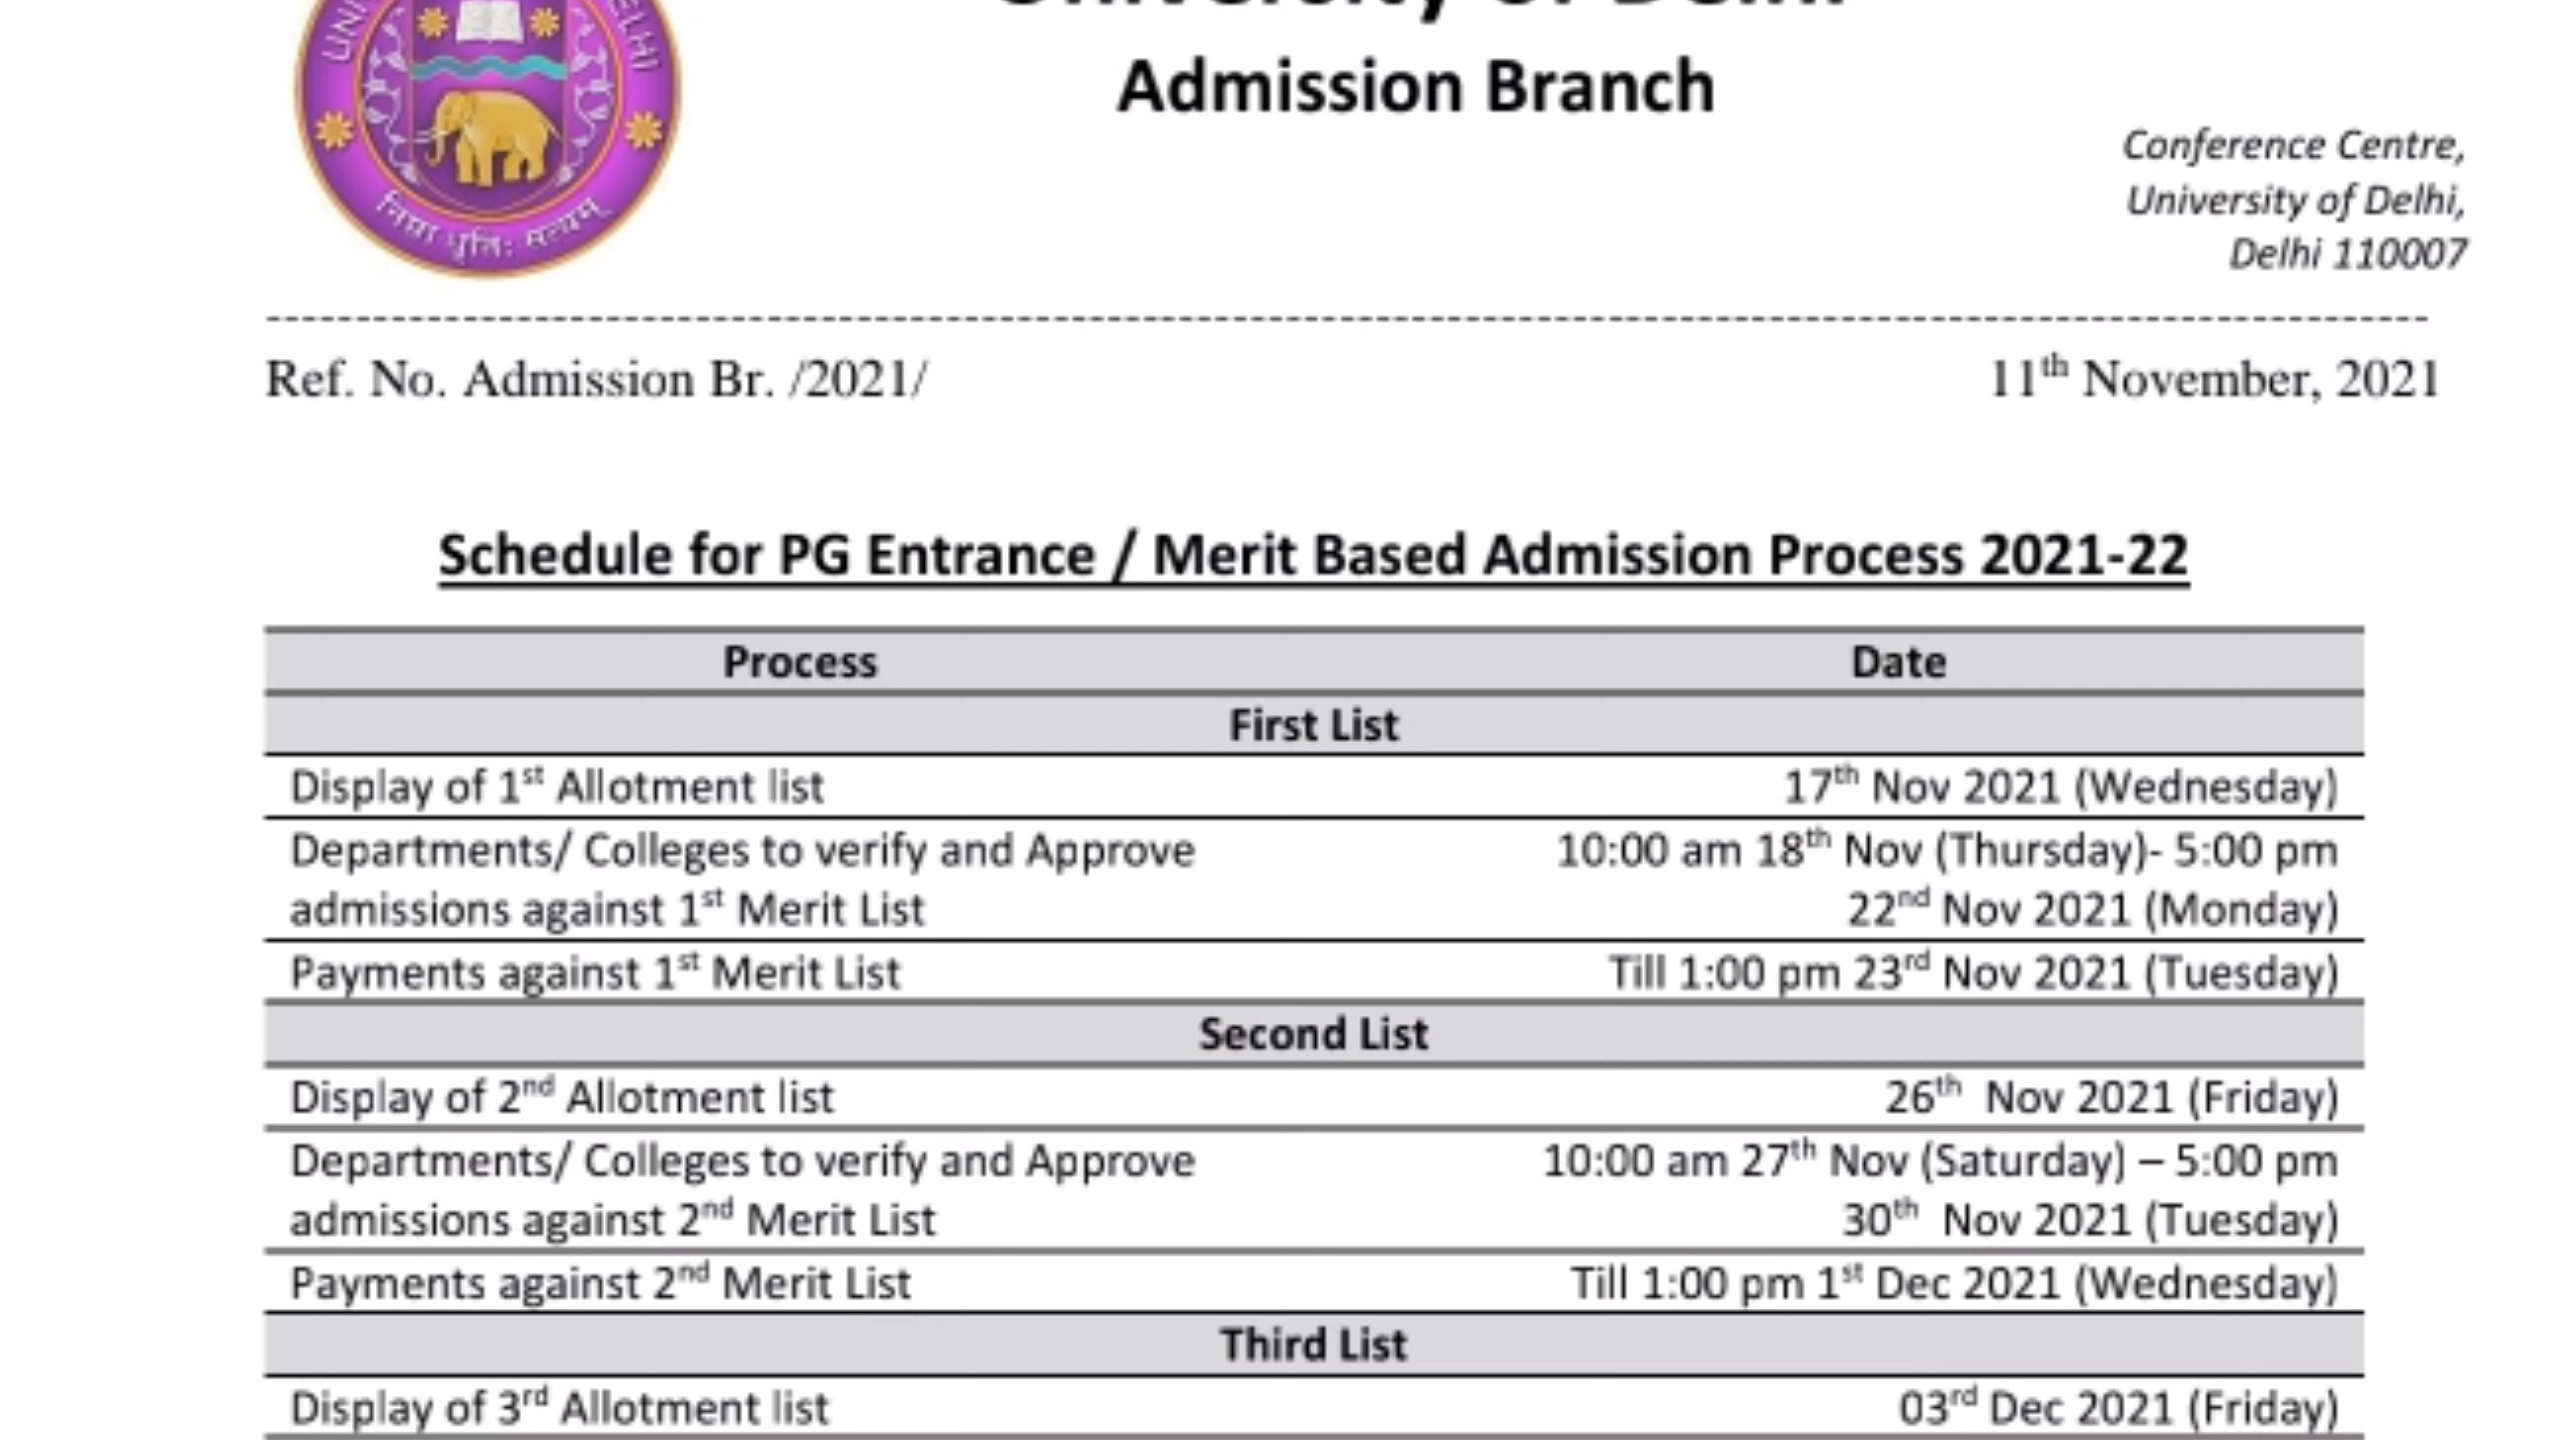 University of Delhi
UNI
ELHI
निष्ठा धृति: सत्यम्
Admission Branch
Conference Centre,
University of Delhi,
Delhi 110007
Ref. No. Admission Br. /2021/
11th November, 2021
Schedule for PG Entrance / Merit Based Admission Process 2021-22
Process Date
First List
Display of 1st Allotment list 17th Nov 2021 (Wednesday)
Departments/ Colleges to verify and Approve 10:00 am 18th Nov (Thursday)- 5:00 pm
admissions against 1st Merit List 22nd Nov 2021 (Monday)
Payments against 1st Merit List Till 1:00 pm 23rd Nov 2021 (Tuesday)
Second List
Display of 2nd Allotment list 26th Nov 2021 (Friday)
Departments/ Colleges to verify and Approve 10:00 am 27th Nov (Saturday) – 5:00 pm
admissions against 2nd Merit List 30th Nov 2021 (Tuesday)
Payments against 2nd Merit List Till 1:00 pm 1st Dec 2021 (Wednesday)
Third List
Display of 3rd Allotment list 03rd Dec 2021 (Friday)